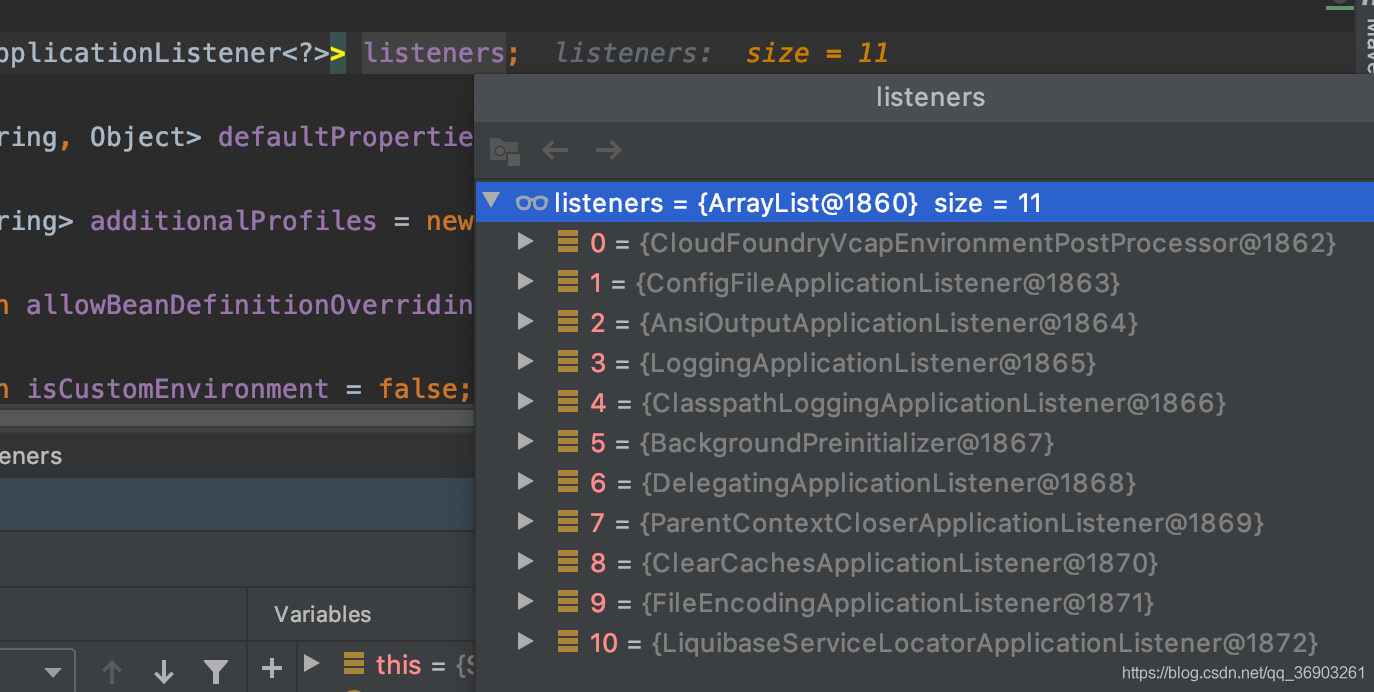 pplicationListener<?>> listeners; listeners: size = 11
listeners
ring, Object> defaultPropertie
listeners = {ArrayList@1860} size = 11
ring> additionalProfiles = new
0 = {CloudFoundryVcapEnvironmentPostProcessor@1862}
1 = {ConfigFileApplicationListener@1863}
n allowBeanDefinitionOverridin
2 = {AnsiOutputApplicationListener@1864}
3 = {LoggingApplicationListener@1865}
n isCustomEnvironment = false;
4 = {ClasspathLoggingApplicationListener@1866}
eners
5 = {BackgroundPreinitializer@1867}
6 = {DelegatingApplicationListener@1868}
7 = {ParentContextCloserApplicationListener@1869}
8 = {ClearCachesApplicationListener@1870}
9 = {FileEncodingApplicationListener@1871}
Variables
10 = {LiquibaseServiceLocatorApplicationListener@1872}
this = {S
https://blog.csdn.net/qq_36903261